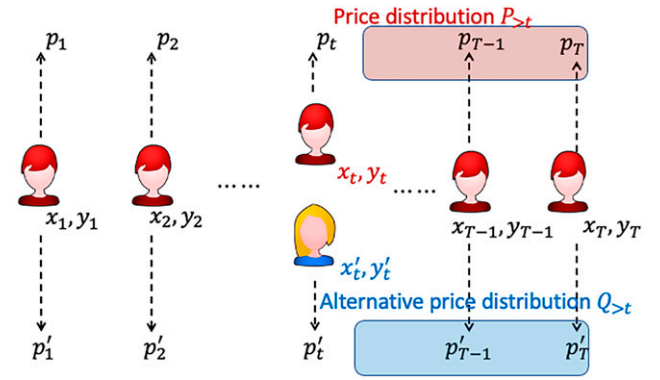 Price distribution P>t
p1 p2 pt pT−1 pT
xt, yt
x1, y1 x2, y2 ...... ...... xT−1, yT−1 xT, yT
x′t, y′t
Alternative price distribution Q>t
p′1 p′2 p′t p′T−1 p′T